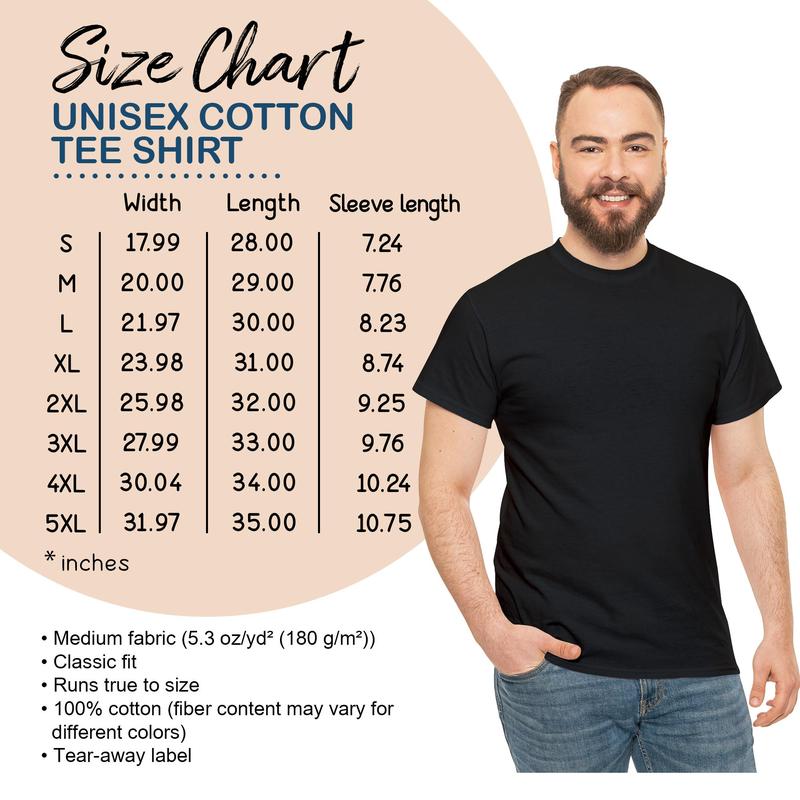 Size Chart
UNISEX COTTON
TEE SHIRT
Width Length Sleeve length
S 17.99 28.00 7.24
M 20.00 29.00 7.76
L 21.97 30.00 8.23
XL 23.98 31.00 8.74
2XL 25.98 32.00 9.25
3XL 27.99 33.00 9.76
4XL 30.04 34.00 10.24
5XL 31.97 35.00 10.75
* inches
• Medium fabric (5.3 oz/yd² (180 g/m²))
• Classic fit
• Runs true to size
• 100% cotton (fiber content may vary for
different colors)
• Tear-away label